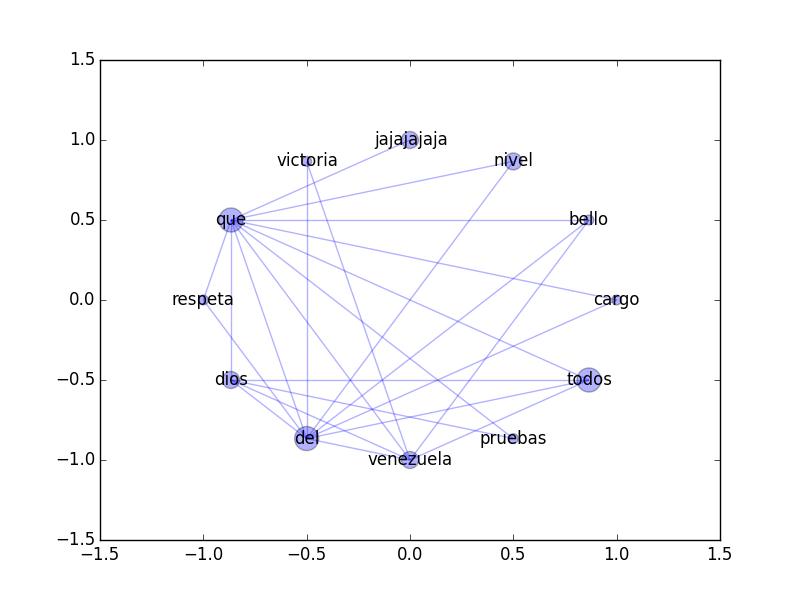 1.5
jajajajaja
1.0
victoria
nivel
0.5
que
bello
0.0
respeta
cargo
−0.5
dios
todos
del
pruebas
−1.0
venezuela
−1.5
−1.5 −1.0 −0.5 0.0 0.5 1.0 1.5